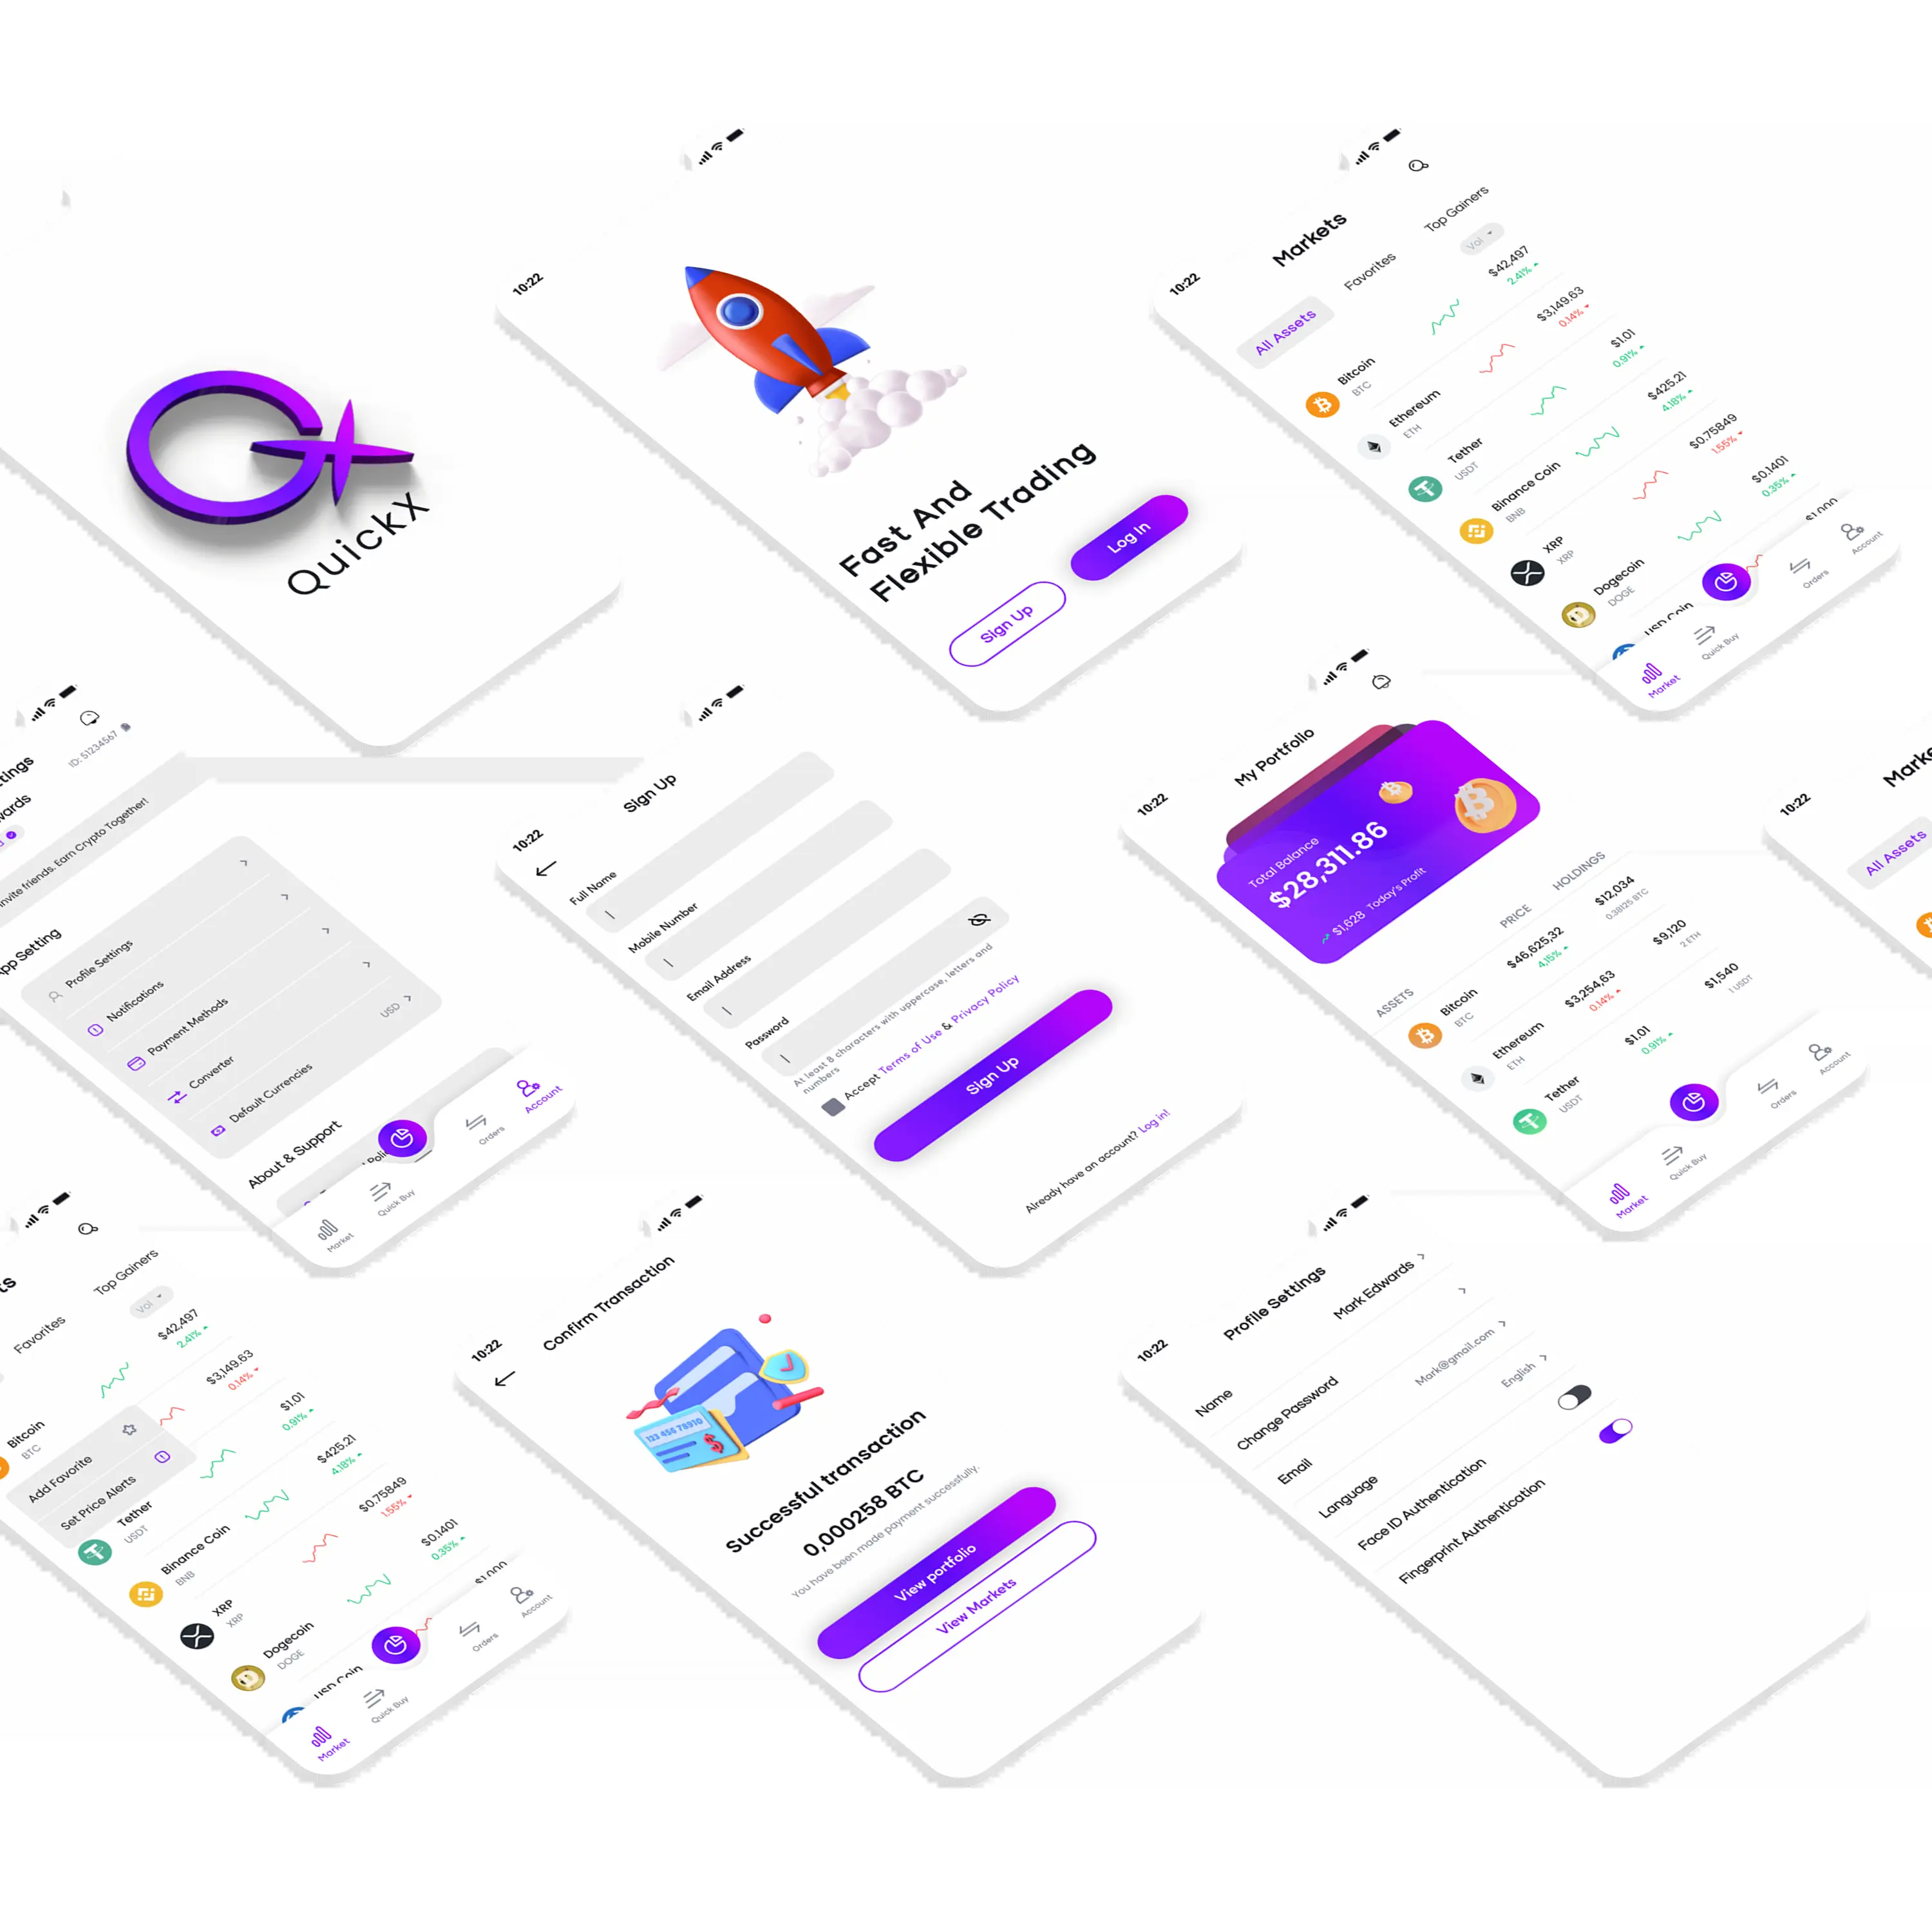 QuickX
10:22
Fast And
Flexible Trading
Log In
Sign Up
10:22
Markets
All Assets
Favorites
Top Gainers
Vol
Bitcoin
BTC
$42,497
2.41%
Ethereum
ETH
$3,149.63
0.14%
Tether
USDT
$1.01
0.91%
Binance Coin
BNB
$425.21
4.18%
XRP
XRP
$0.75849
1.55%
Dogecoin
DOGE
$0.1401
0.35%
USD Coin
$1.000
Market
Quick Buy
Orders
Account
ID: 51234567
Invite friends. Earn Crypto Together!
Profile Settings
Notifications
Payment Methods
Converter
Default Currencies
USD
About & Support
Market
Quick Buy
Orders
Account
10:22
Sign Up
Full Name
Mobile Number
Email Address
Password
At least 8 characters with uppercase, letters and
numbers
Accept Terms of Use & Privacy Policy
Sign Up
Already have an account? Log in!
10:22
My Portfolio
Total Balance
$28,311.86
$1,628 Today's Profit
ASSETS
PRICE
HOLDINGS
Bitcoin
BTC
$46,625,32
4,15%
$12,034
0.38125 BTC
Ethereum
ETH
$3,254,63
0.14%
$9,120
2 ETH
Tether
USDT
$1.01
0.91%
$1,540
1 USDT
Market
Quick Buy
Orders
Account
10:22
All Assets
Favorites
Top Gainers
Vol
Bitcoin
BTC
$42,497
2.41%
$3,149.63
0.14%
Add Favorite
Set Price Alerts
Tether
USDT
$1.01
0.91%
Binance Coin
BNB
$425.21
4.18%
XRP
XRP
$0.75849
1.55%
Dogecoin
DOGE
$0.1401
0.35%
USD Coin
$1.000
Market
Quick Buy
Orders
Account
10:22
Confirm Transaction
123 456 78910
Successful transaction
0,000258 BTC
You have been made payment successfully.
View portfolio
View Markets
10:22
Profile Settings
Name
Mark Edwards
Change Password
Email
Mark@gmail.com
Language
English
Face ID Authentication
Fingerprint Authentication